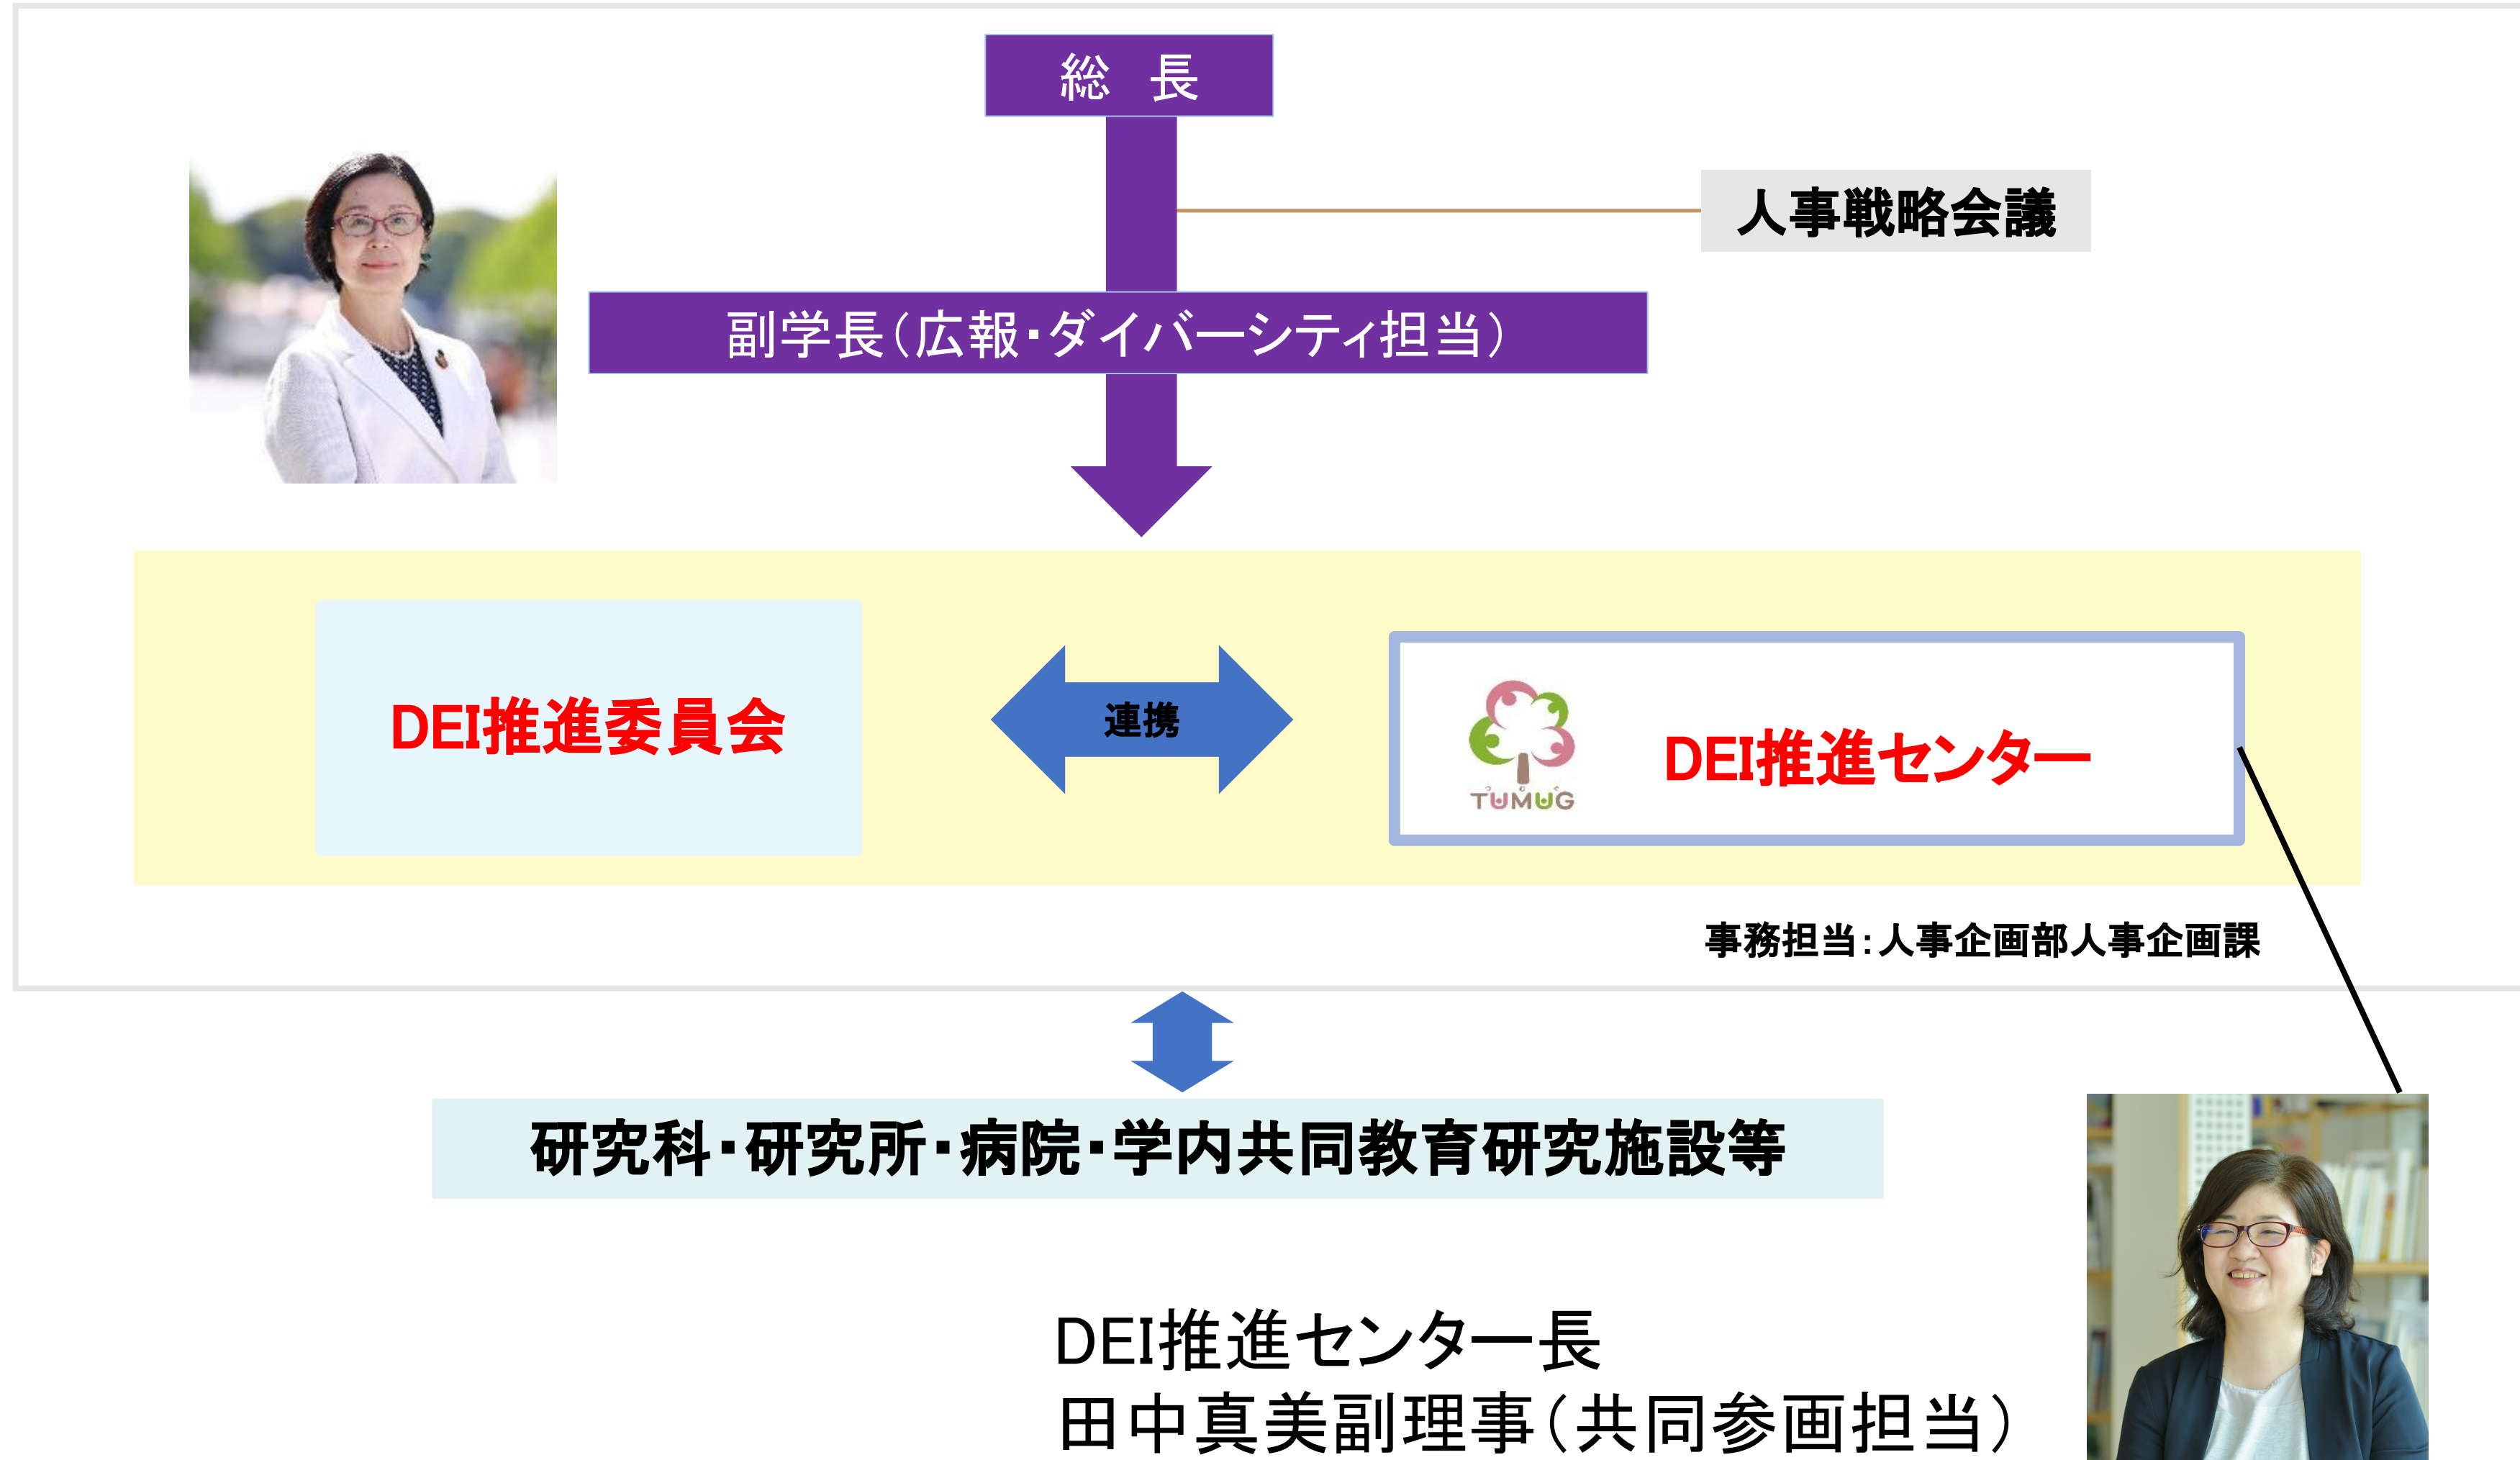 総　長
人事戦略会議
副学長（広報・ダイバーシティ担当）
DEI推進委員会
連携
TUMUG
DEI推進センター
事務担当：人事企画部人事企画課
研究科・研究所・病院・学内共同教育研究施設等
DEI推進センター長
田中真美副理事（共同参画担当）